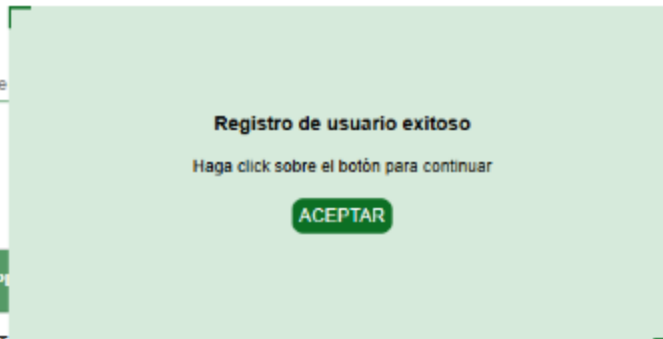 Registro de usuario exitoso
Haga click sobre el botón para continuar
ACEPTAR